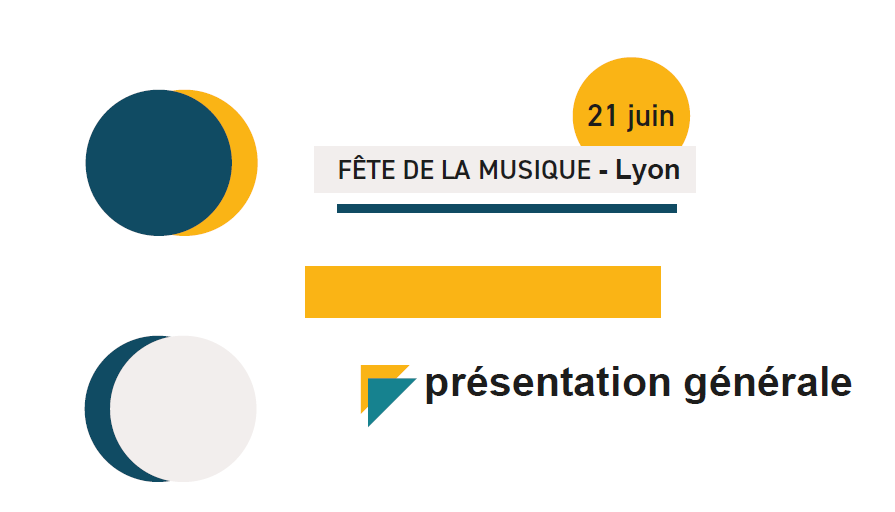 21 juin
FÊTE DE LA MUSIQUE - Lyon
présentation générale